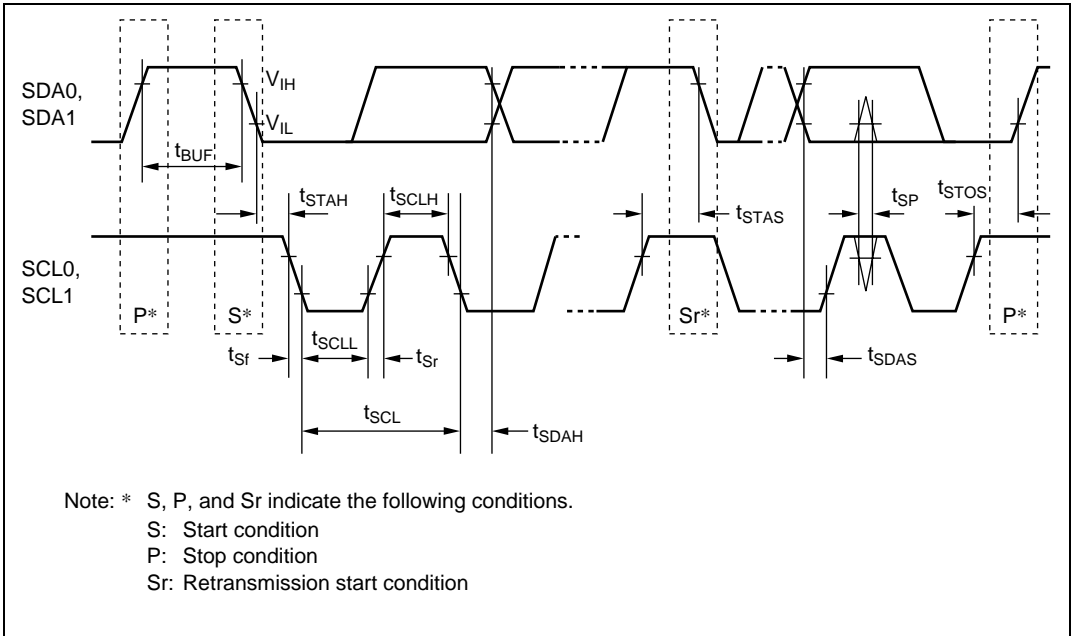 SDA0,
SDA1
VIH
VIL
tBUF
tSTAH
tSCLH
tSTAS
tSP
tSTOS
SCL0,
SCL1
P*
S*
Sr*
P*
tSf
tSCLL
tSr
tSDAS
tSCL
tSDAH
Note: * S, P, and Sr indicate the following conditions.
S: Start condition
P: Stop condition
Sr: Retransmission start condition